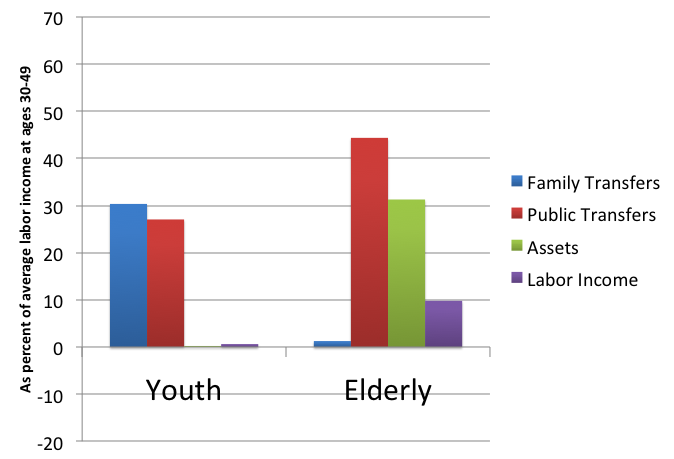 As percent of average labor income at ages 30-49
70
60
50
40
30
20
10
0
-10
-20
Youth
Elderly
Family Transfers
Public Transfers
Assets
Labor Income